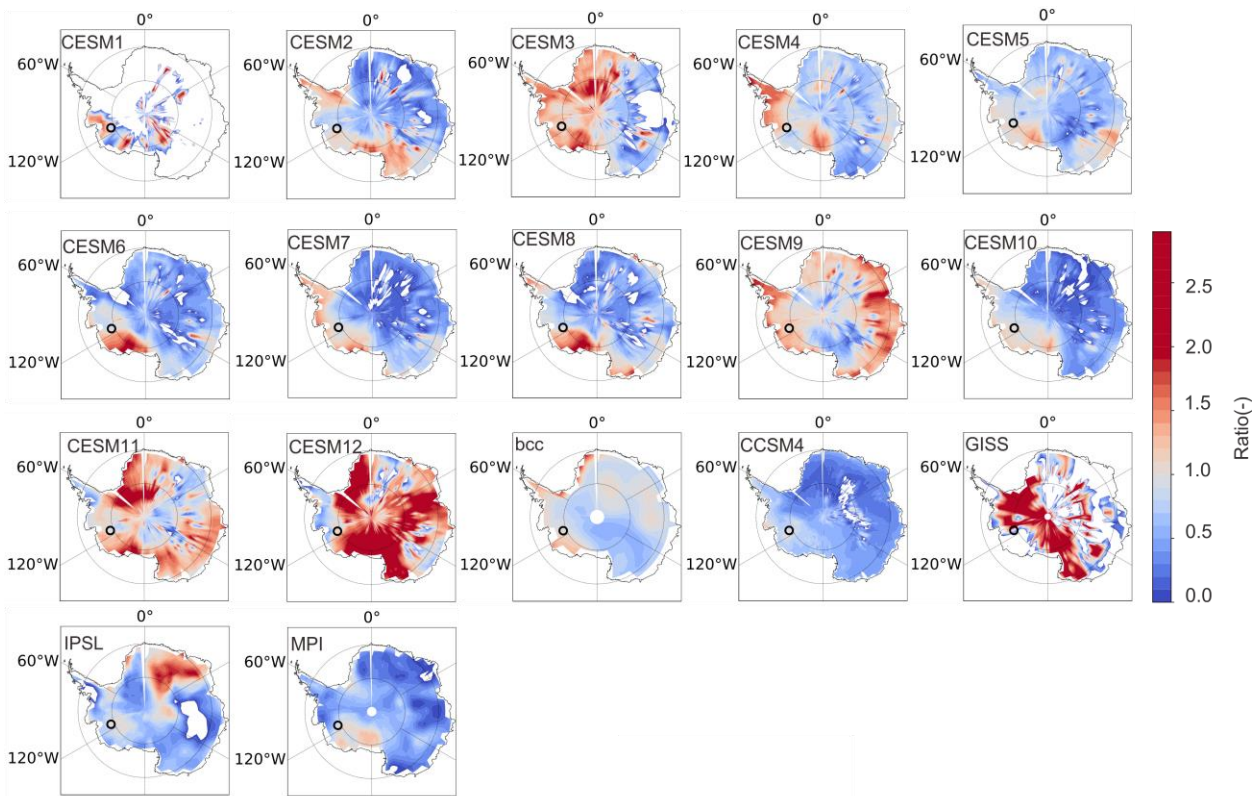 0° 0° 0° 0° 0°
CESM1 CESM2 CESM3 CESM4 CESM5
60°W 60°W 60°W 60°W 60°W
120°W 120°W 120°W 120°W 120°W
0° 0° 0° 0° 0°
CESM6 CESM7 CESM8 CESM9 CESM10
60°W 60°W 60°W 60°W 60°W
120°W 120°W 120°W 120°W 120°W
0° 0° 0° 0° 0°
CESM11 CESM12 bcc CCSM4 GISS
60°W 60°W 60°W 60°W 60°W
120°W 120°W 120°W 120°W 120°W
0° 0°
IPSL MPI
60°W 60°W
120°W 120°W
2.5
2.0
1.5
1.0
0.5
0.0
Ratio(-)